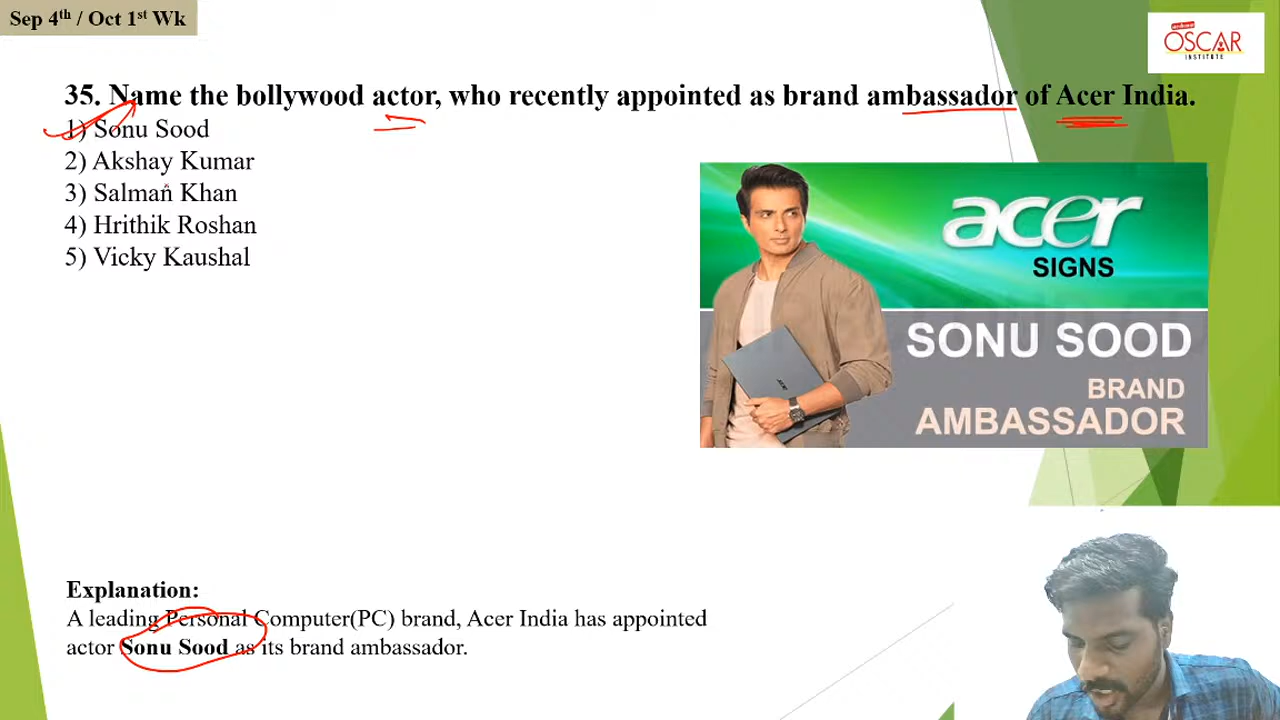 Sep 4th / Oct 1st Wk
OSCAR
INSTITUTE
35. Name the bollywood actor, who recently appointed as brand ambassador of Acer India.
1) Sonu Sood
2) Akshay Kumar
3) Salman Khan
4) Hrithik Roshan
5) Vicky Kaushal
acer
SIGNS
SONU SOOD
BRAND
AMBASSADOR
acer
Explanation:
A leading Personal Computer(PC) brand, Acer India has appointed
actor Sonu Sood as its brand ambassador.